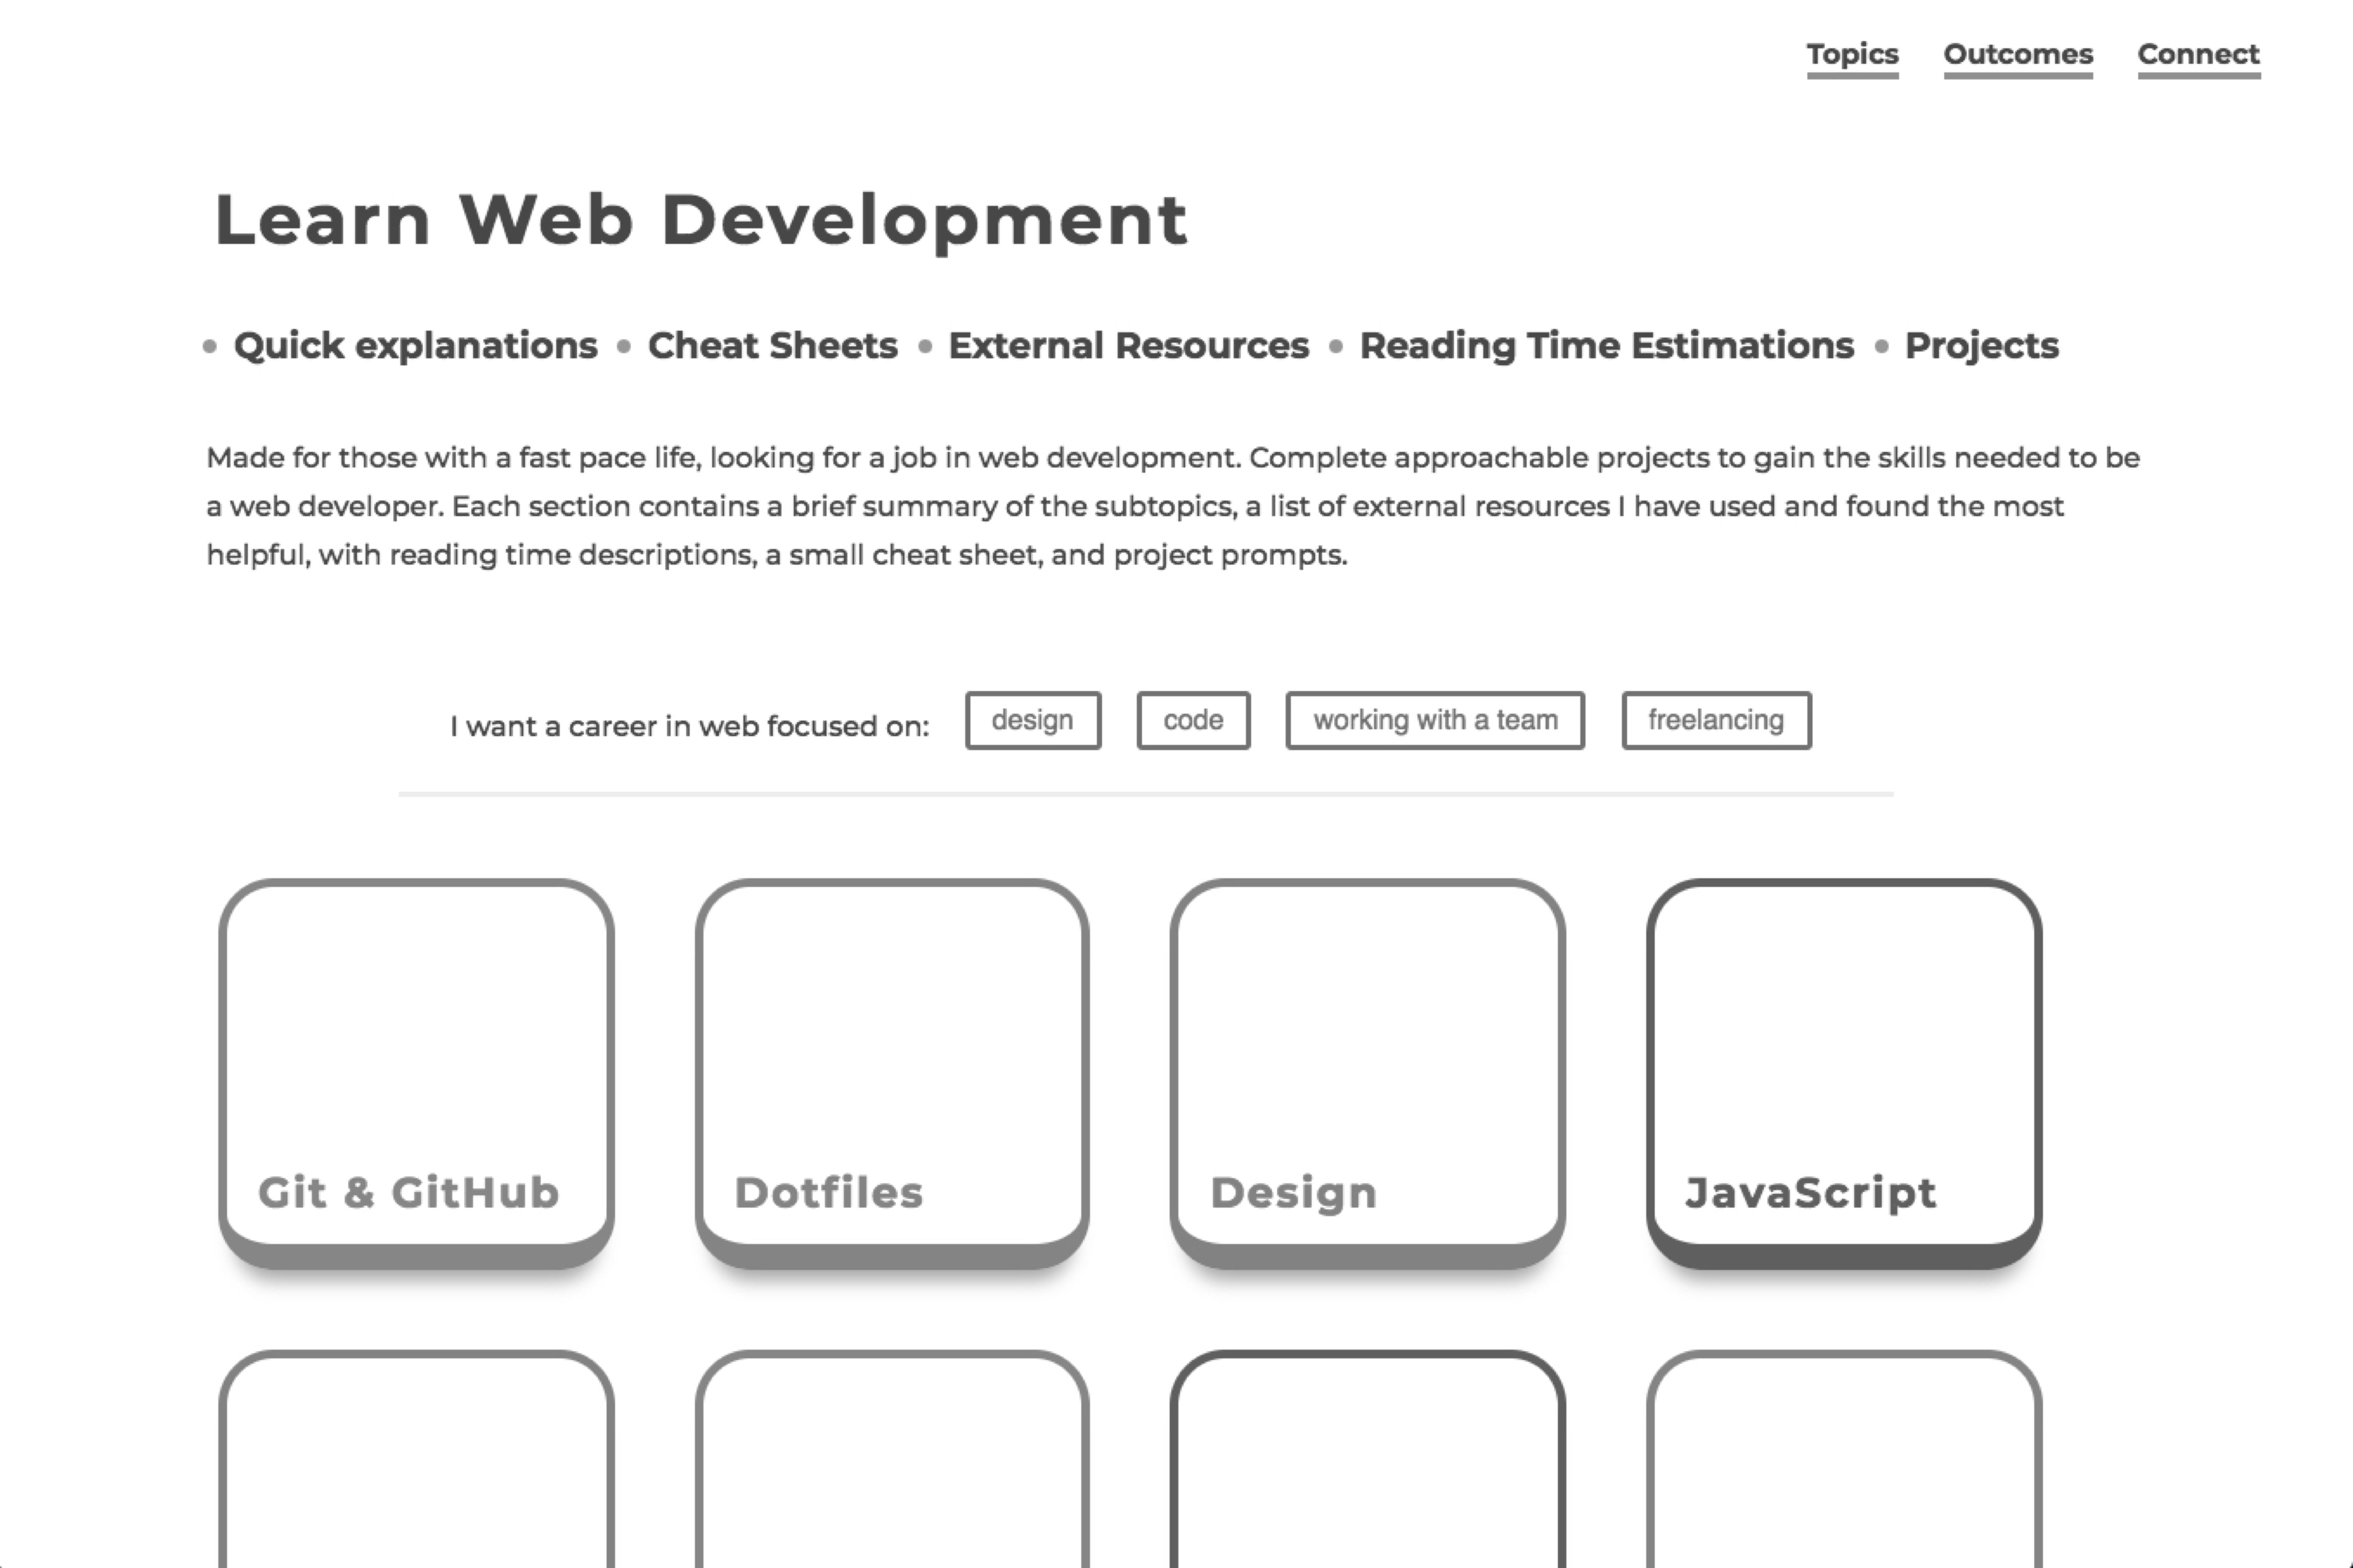 Topics Outcomes Connect
Learn Web Development
• Quick explanations • Cheat Sheets • External Resources • Reading Time Estimations • Projects
Made for those with a fast pace life, looking for a job in web development. Complete approachable projects to gain the skills needed to be
a web developer. Each section contains a brief summary of the subtopics, a list of external resources I have used and found the most
helpful, with reading time descriptions, a small cheat sheet, and project prompts.
I want a career in web focused on: design code working with a team freelancing
Git & GitHub Dotfiles Design JavaScript